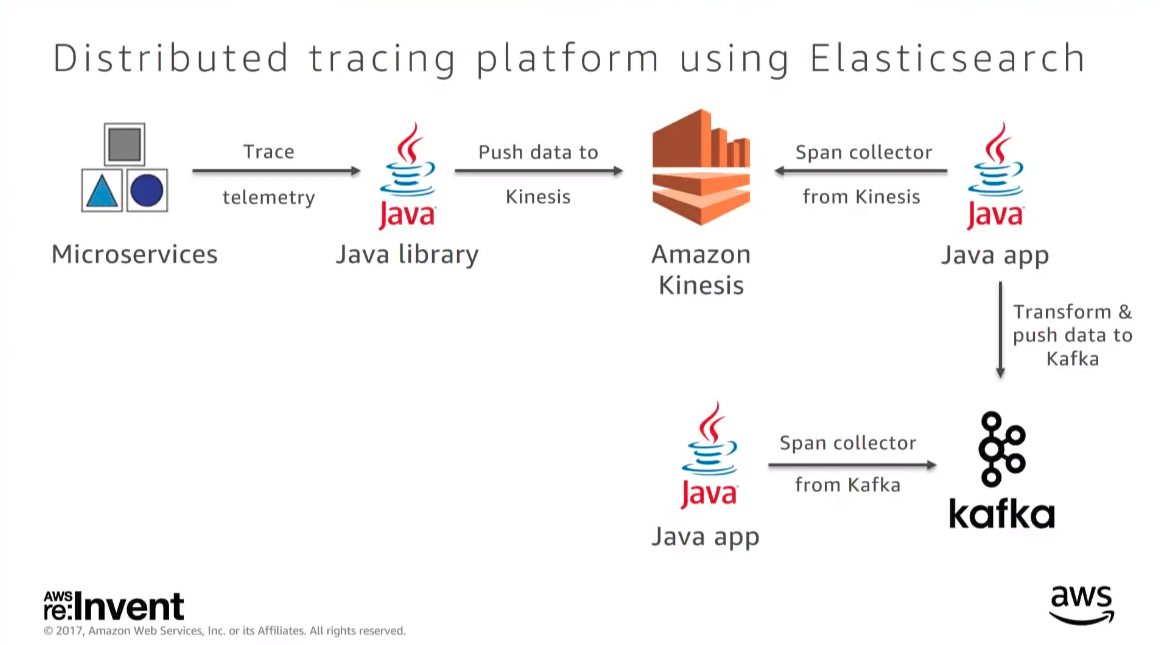 Distributed tracing platform using Elasticsearch
Trace
telemetry
Push data to
Kinesis
Span collector
from Kinesis
Java
Java
Microservices
Java library
Amazon
Kinesis
Java app
Transform &
push data to
Kafka
Java
Span collector
from Kafka
kafka
Java app
AWS
re:Invent
© 2017, Amazon Web Services, Inc. or its Affiliates. All rights reserved.
aws